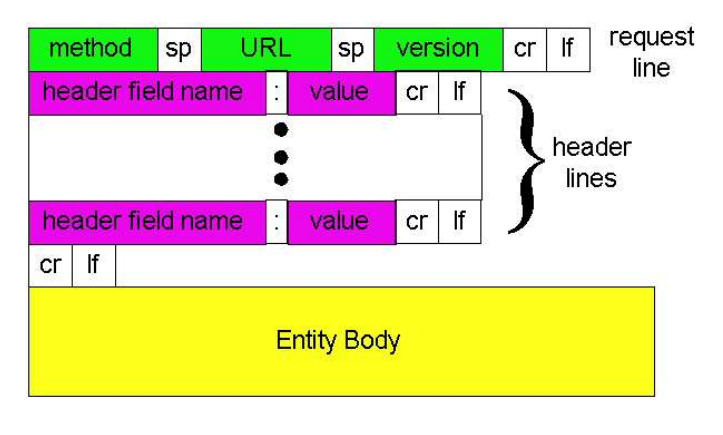 method sp URL sp version cr lf request line
header field name : value cr lf
header lines
header field name : value cr lf
cr lf
Entity Body